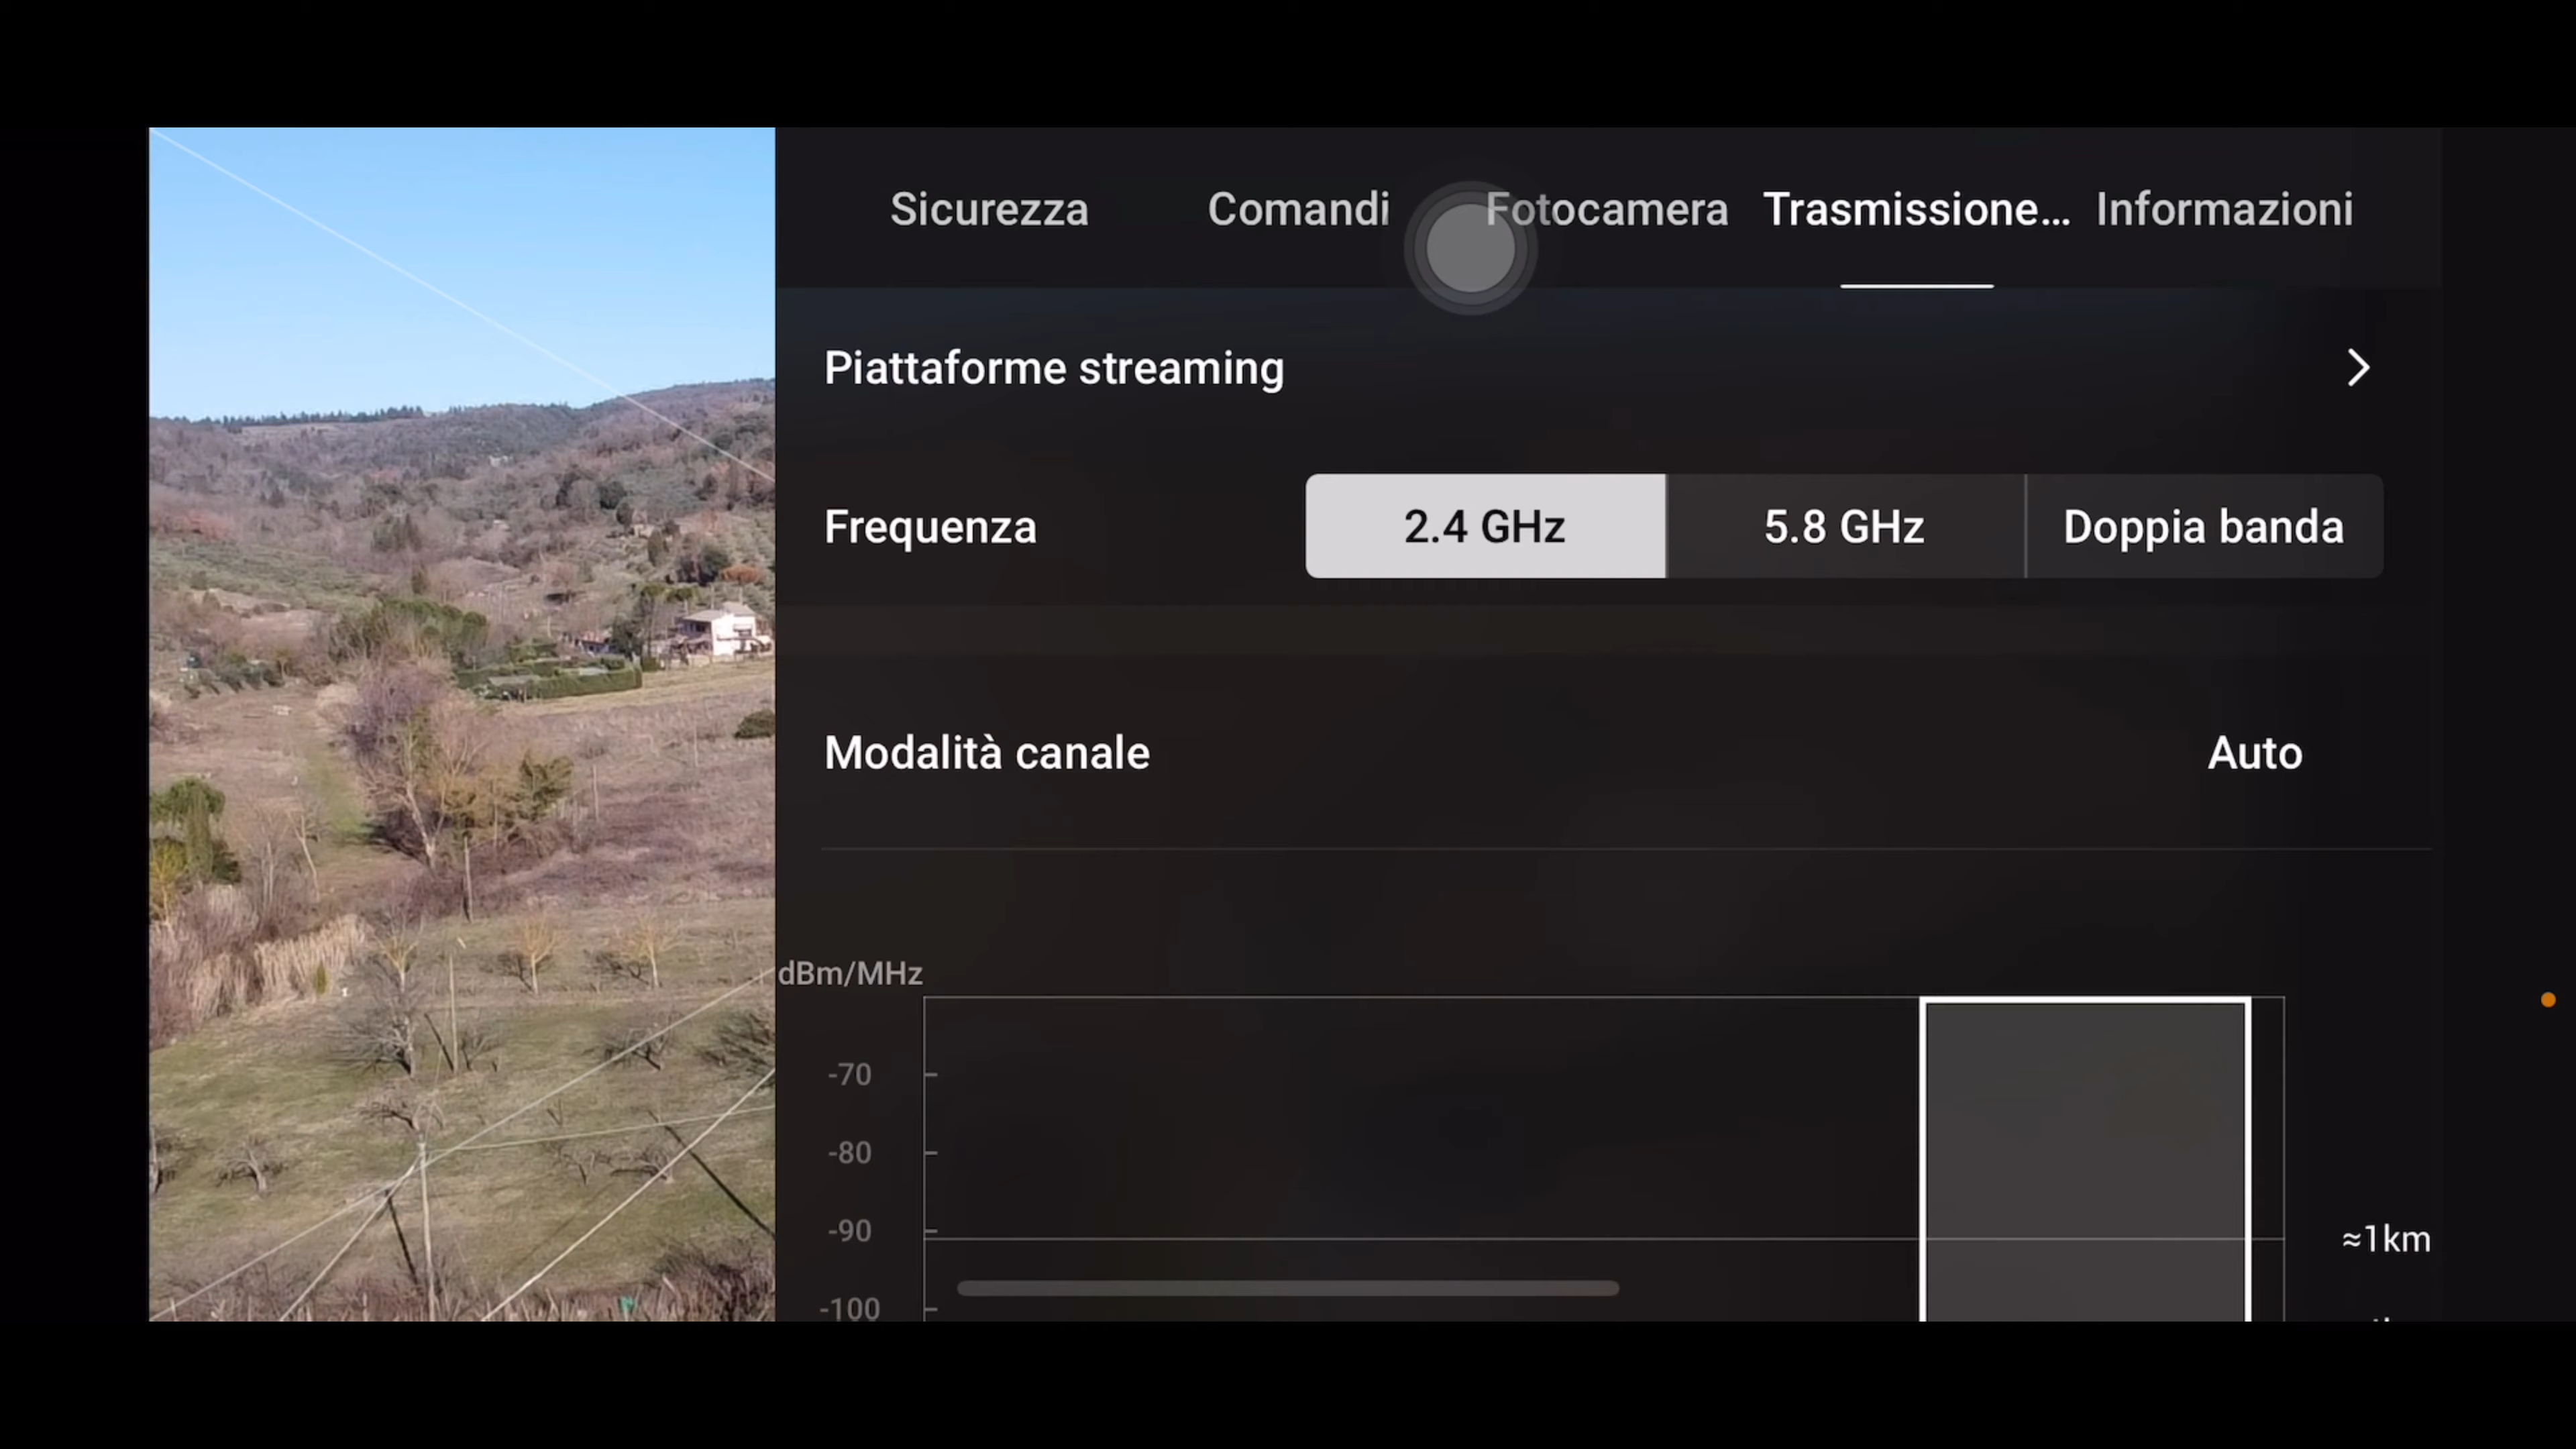 Sicurezza Comandi Fotocamera Trasmissione... Informazioni
Piattaforme streaming
Frequenza 2.4 GHz 5.8 GHz Doppia banda
Modalità canale Auto
dBm/MHz
-70
-80
-90
≈1km
-100